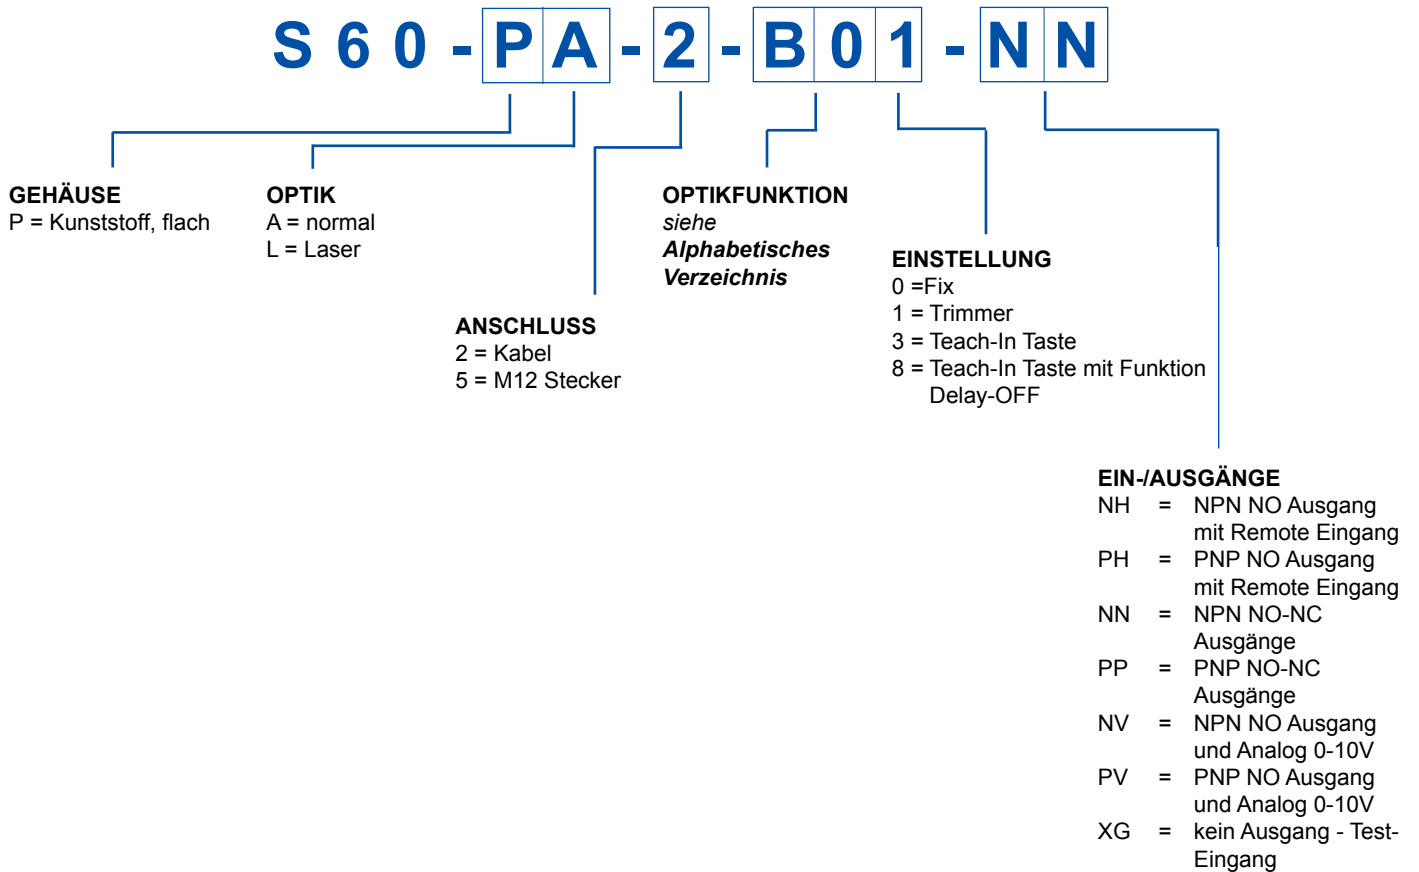 S60-PA-2-B01-NN
GEHÄUSE
P = Kunststoff, flach
OPTIK
A = normal
L = Laser
ANSCHLUSS
2 = Kabel
5 = M12 Stecker
OPTIKFUNKTION
siehe
Alphabetisches
Verzeichnis
EINSTELLUNG
0 =Fix
1 = Trimmer
3 = Teach-In Taste
8 = Teach-In Taste mit Funktion
Delay-OFF
EIN-/AUSGÄNGE
NH = NPN NO Ausgang
mit Remote Eingang
PH = PNP NO Ausgang
mit Remote Eingang
NN = NPN NO-NC
Ausgänge
PP = PNP NO-NC
Ausgänge
NV = NPN NO Ausgang
und Analog 0-10V
PV = PNP NO Ausgang
und Analog 0-10V
XG = kein Ausgang - Test-
Eingang